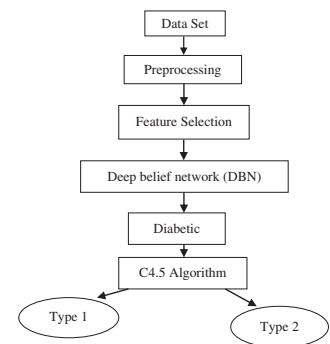 Data Set
Preprocessing
Feature Selection
Deep belief network (DBN)
Diabetic
C4.5 Algorithm
Type 1
Type 2